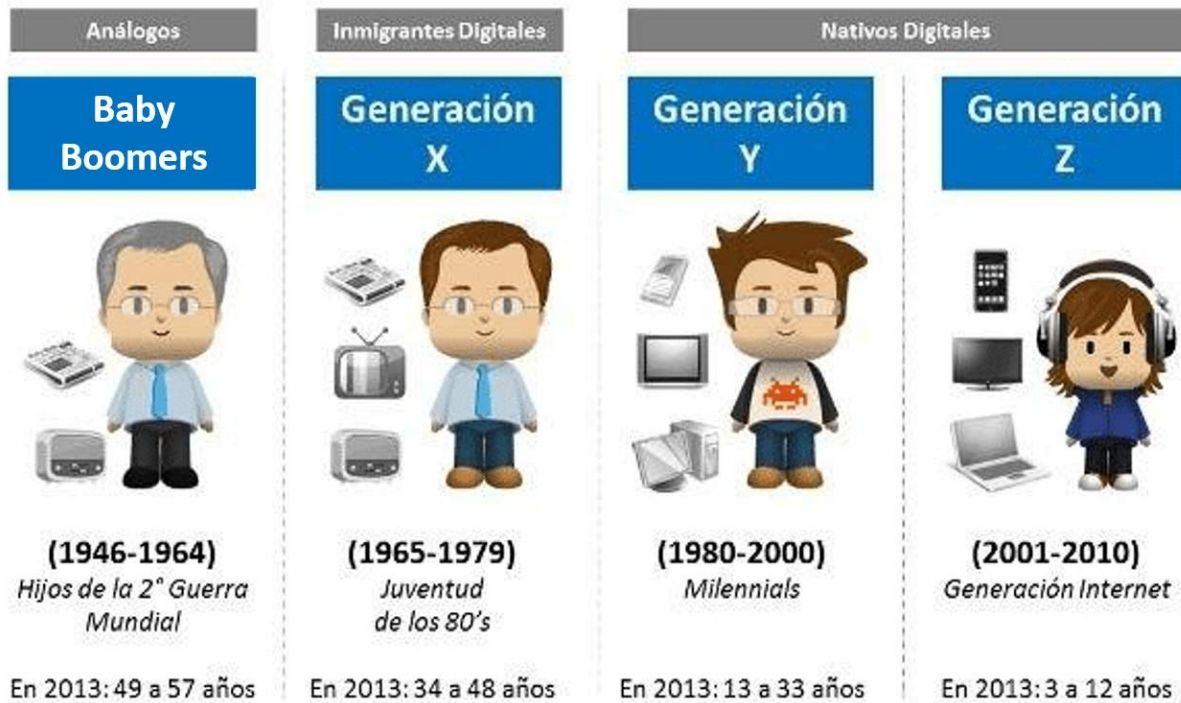 Análogos
Inmigrantes Digitales
Nativos Digitales
Baby
Boomers
Generación
X
Generación
Y
Generación
Z
(1946-1964)
Hijos de la 2° Guerra
Mundial
(1965-1979)
Juventud
de los 80’s
(1980-2000)
Milennials
(2001-2010)
Generación Internet
En 2013: 49 a 57 años
En 2013: 34 a 48 años
En 2013: 13 a 33 años
En 2013: 3 a 12 años